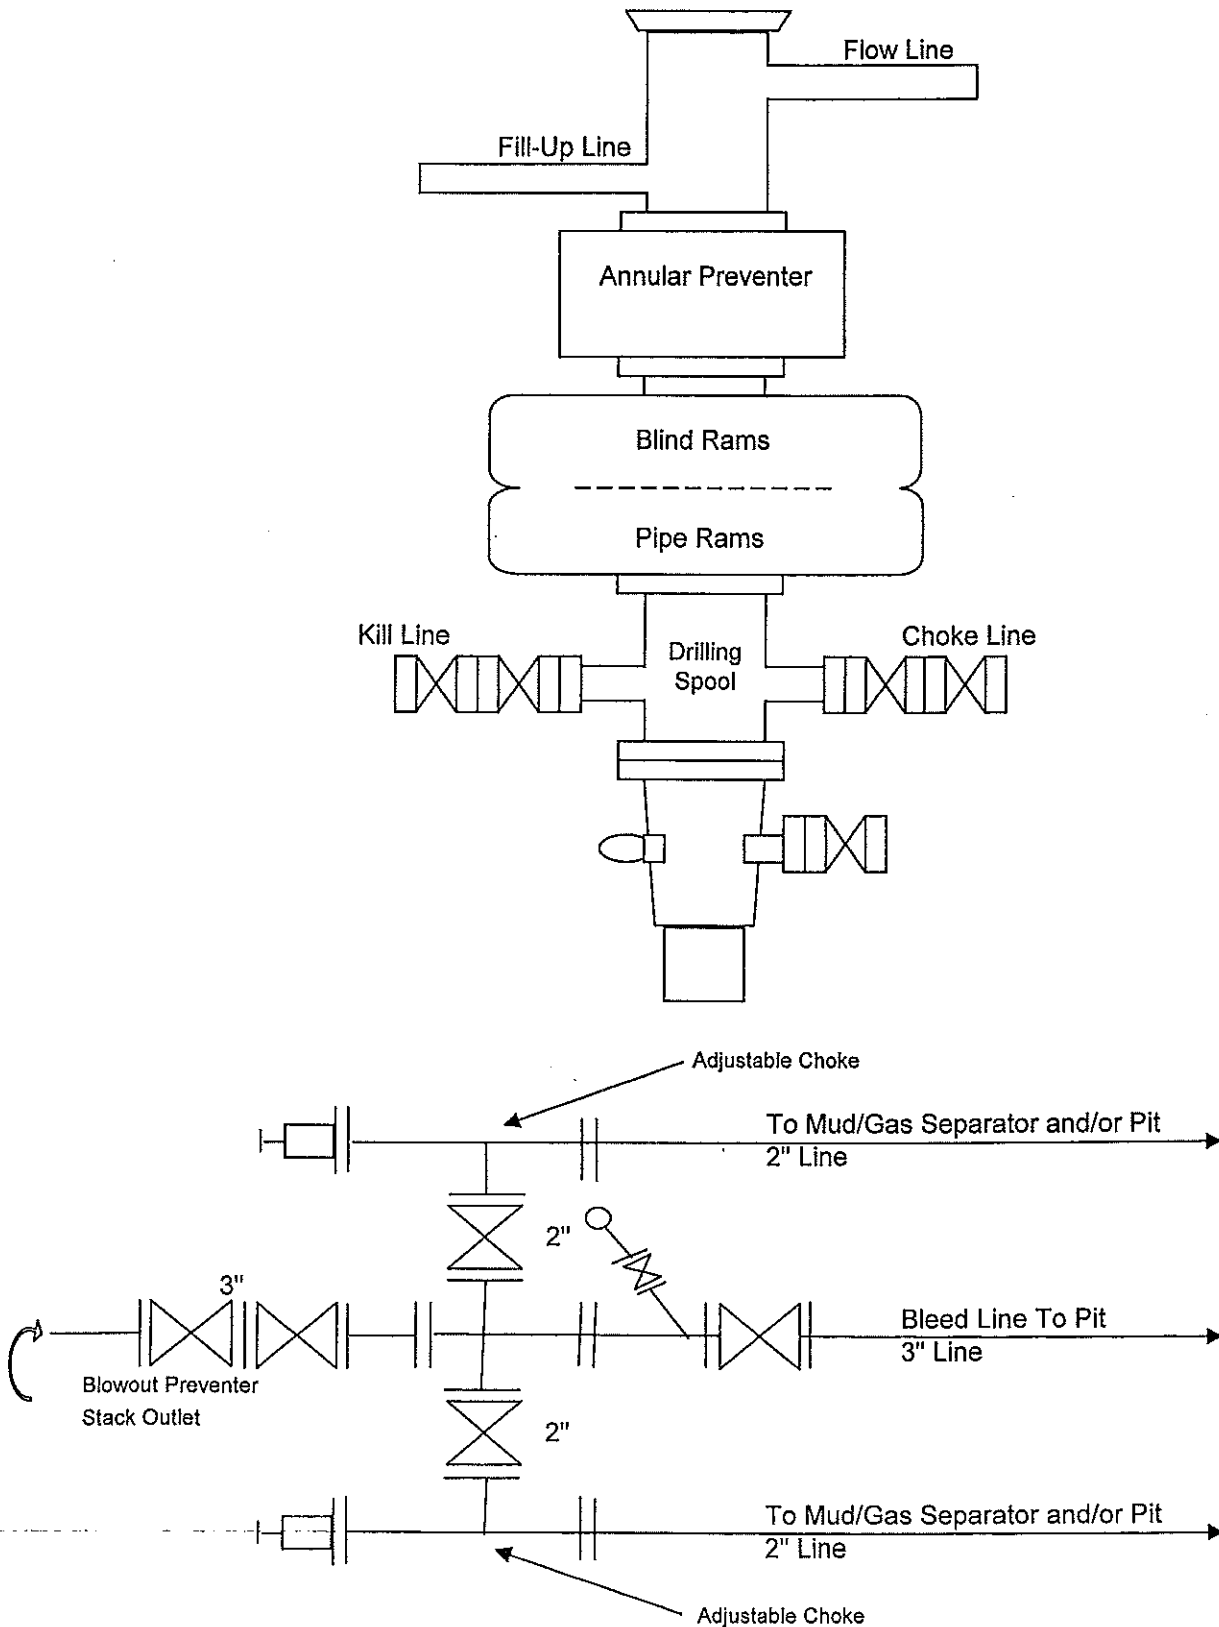 Flow Line
Fill-Up Line
Annular Preventer
Blind Rams
Pipe Rams
Kill Line
Choke Line
Drilling
Spool
Adjustable Choke
To Mud/Gas Separator and/or Pit
2" Line
2"
3"
Bleed Line To Pit
3" Line
Blowout Preventer
Stack Outlet
2"
To Mud/Gas Separator and/or Pit
2" Line
Adjustable Choke